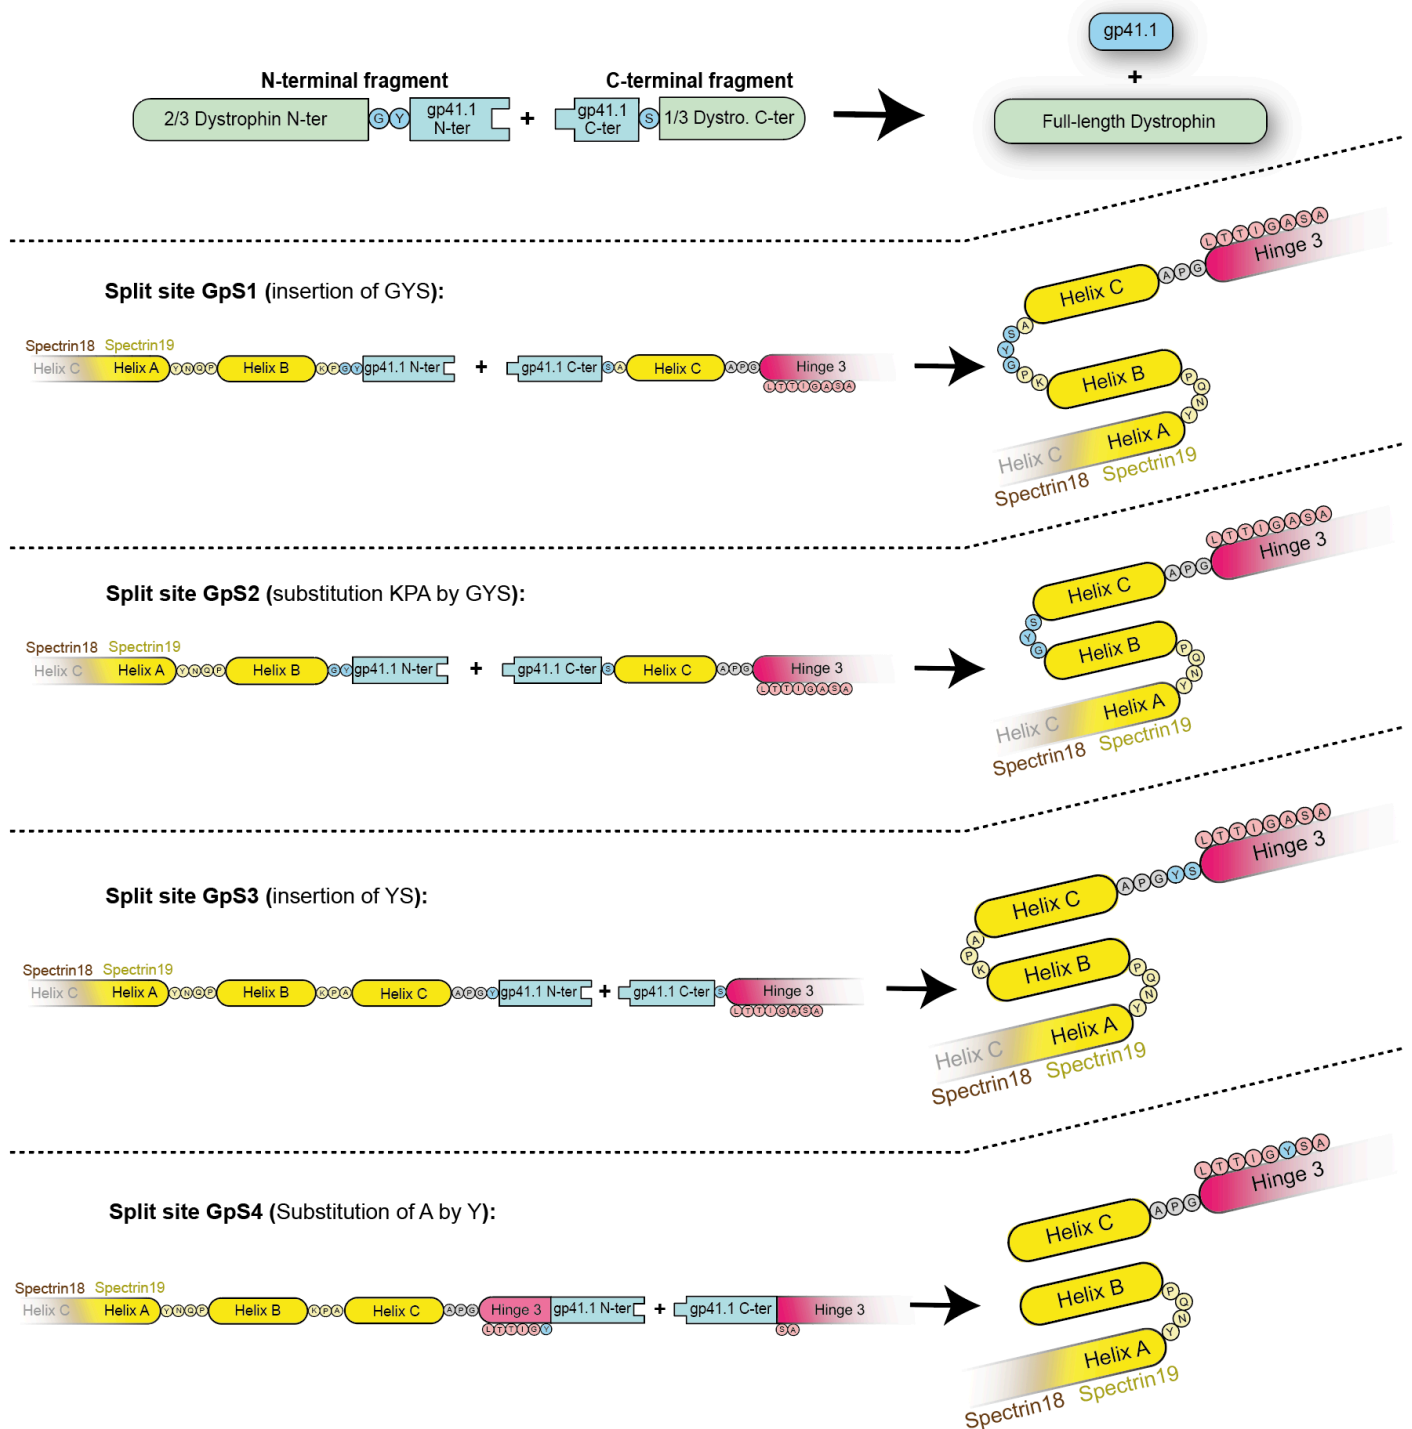 gp41.1
+
N-terminal fragment C-terminal fragment
2/3 Dystrophin N-ter G Y gp41.1 N-ter + gp41.1 C-ter S 1/3 Dystro. C-ter Full-length Dystrophin
Split site GpS1 (insertion of GYS):
Spectrin18 Spectrin19
Helix C Helix A Y N Q P Helix B K P G Y gp41.1 N-ter + gp41.1 C-ter S A Helix C A P G Hinge 3
L T T I G A S A
L T T I G A S A
Helix C A P G Hinge 3
A S Y G P K
Helix B P Q N Y
Helix C Helix A
Spectrin18 Spectrin19
Split site GpS2 (substitution KPA by GYS):
Spectrin18 Spectrin19
Helix C Helix A Y N Q P Helix B G Y gp41.1 N-ter + gp41.1 C-ter S Helix C A P G Hinge 3
L T T I G A S A
L T T I G A S A
Helix C A P G Hinge 3
S Y G
Helix B P Q N Y
Helix C Helix A
Spectrin18 Spectrin19
Split site GpS3 (insertion of YS):
Spectrin18 Spectrin19
Helix C Helix A Y N Q P Helix B K P A Helix C A P G Y gp41.1 N-ter + gp41.1 C-ter S Hinge 3
L T T I G A S A
L T T I G A S A
Helix C A P G Y S Hinge 3
A P K
Helix B P Q N Y
Helix C Helix A
Spectrin18 Spectrin19
Split site GpS4 (Substitution of A by Y):
Spectrin18 Spectrin19
Helix C Helix A Y N Q P Helix B K P A Helix C A P G Hinge 3 gp41.1 N-ter + gp41.1 C-ter Hinge 3
L T T I G Y S A
L T T I G Y S A
Helix C A P G Hinge 3
Helix B P Q N Y
Helix A
Spectrin18 Spectrin19